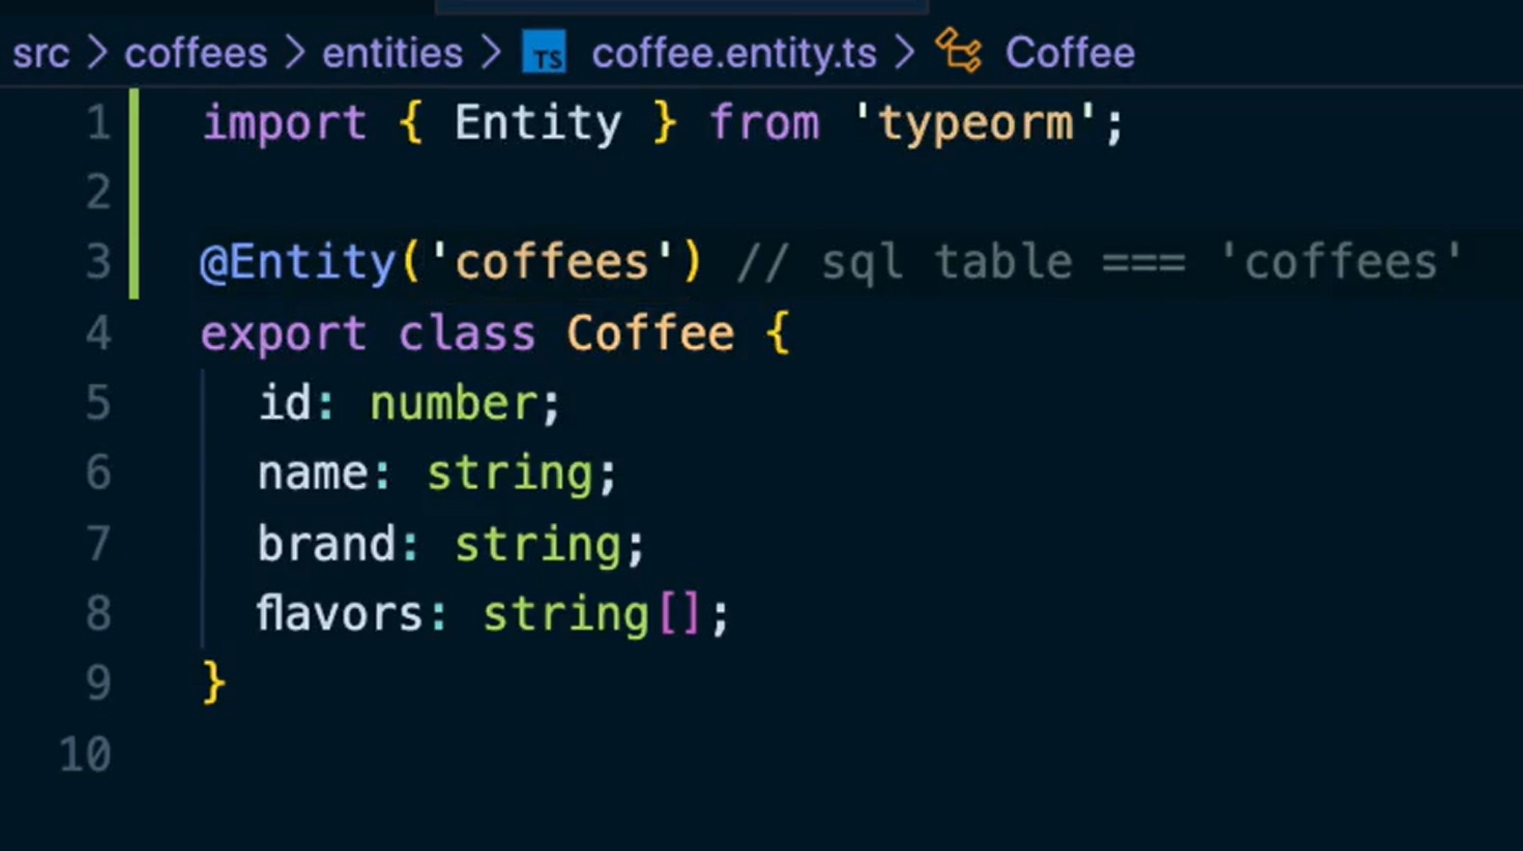 src > coffees > entities > TS coffee.entity.ts > Coffee
1 import { Entity } from 'typeorm';
2
3 @Entity('coffees') // sql table === 'coffees'
4 export class Coffee {
5 id: number;
6 name: string;
7 brand: string;
8 flavors: string[];
9 }
10